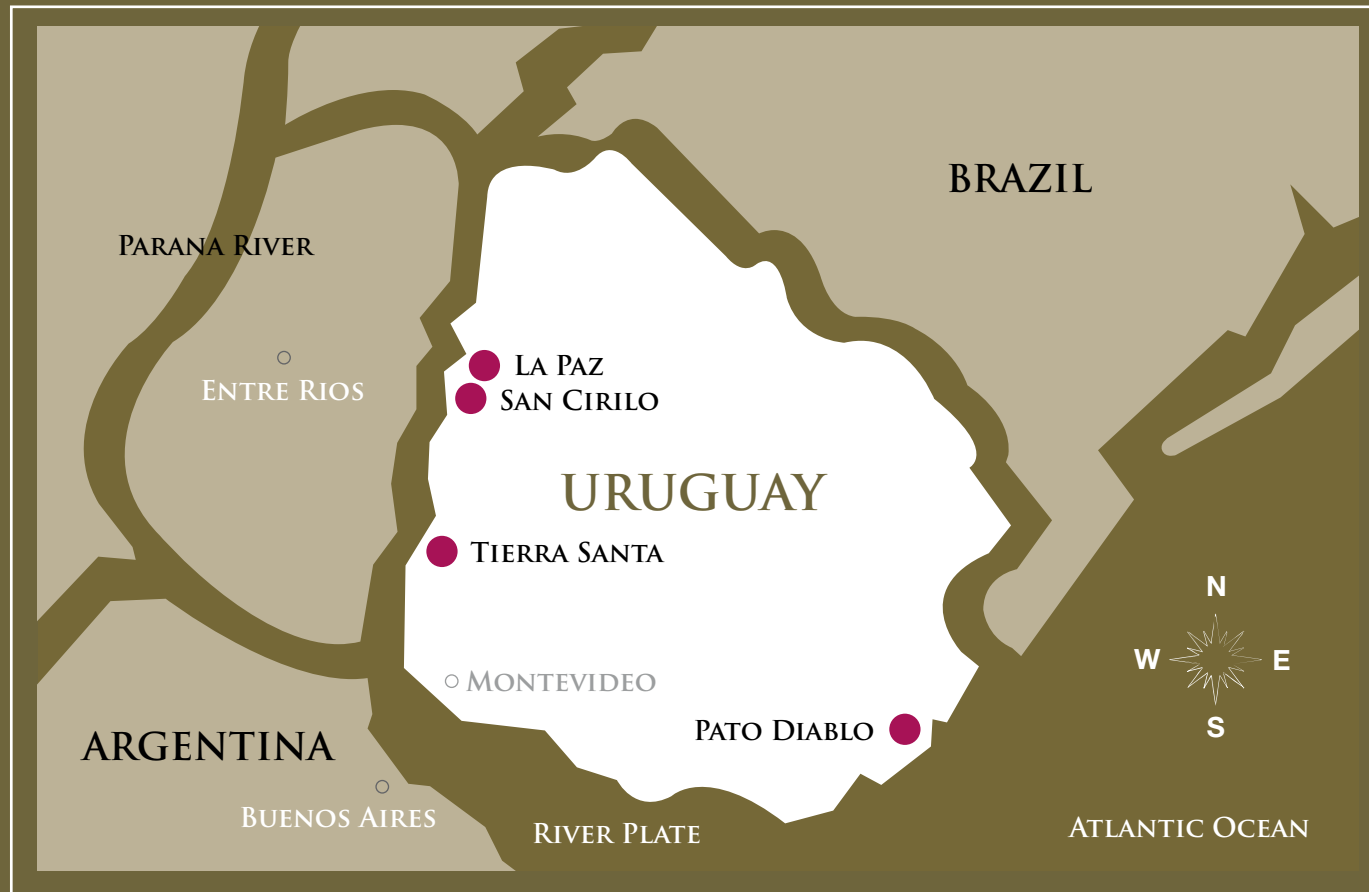 BRAZIL
Parana River
La Paz
Entre Rios
San Cirilo
URUGUAY
Tierra Santa
N
W
E
S
Montevideo
Pato Diablo
ARGENTINA
Buenos Aires
River Plate
Atlantic Ocean